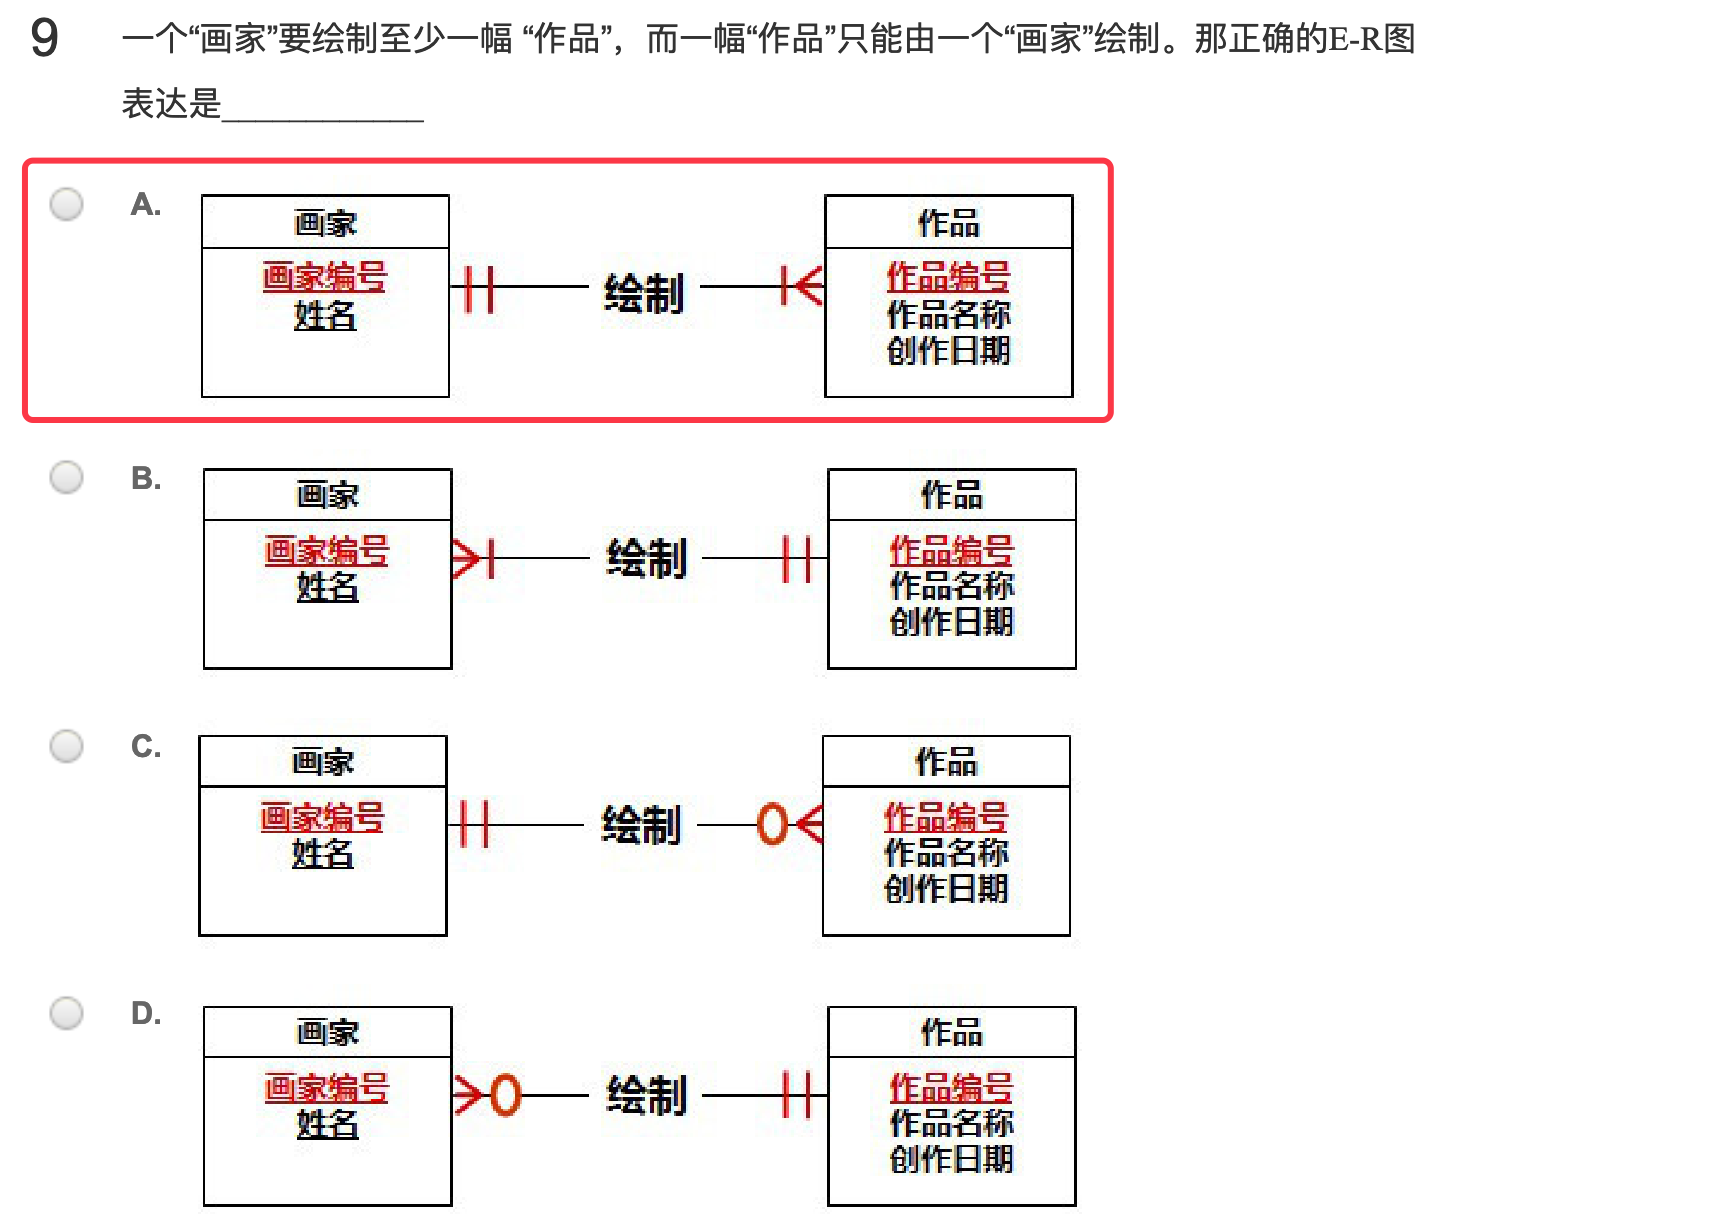 9 一个“画家”要绘制至少一幅 “作品”，而一幅“作品”只能由一个“画家”绘制。那正确的E-R图
表达是____________
A.
画家
画家编号
姓名
绘制
作品
作品编号
作品名称
创作日期
B.
画家
画家编号
姓名
绘制
作品
作品编号
作品名称
创作日期
C.
画家
画家编号
姓名
绘制
作品
作品编号
作品名称
创作日期
D.
画家
画家编号
姓名
绘制
作品
作品编号
作品名称
创作日期